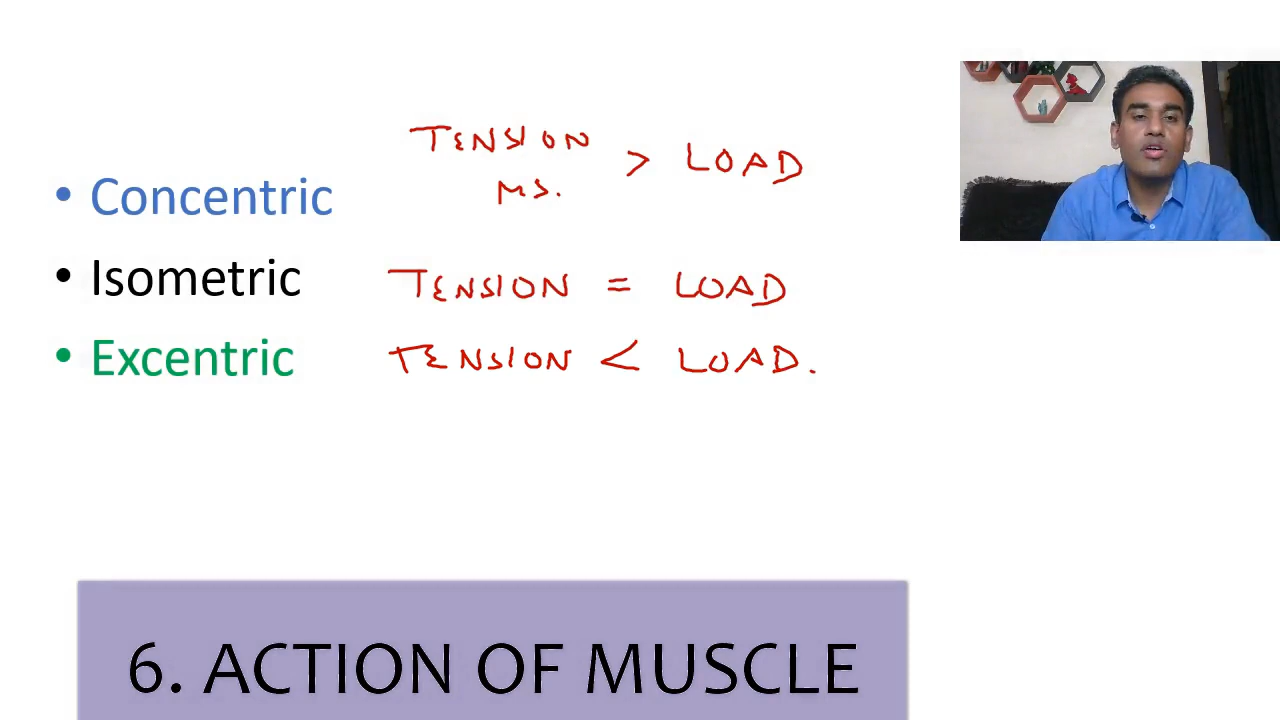 TENSION > LOAD
MS.
• Concentric
• Isometric TENSION = LOAD
• Excentric TENSION < LOAD.
6. ACTION OF MUSCLE